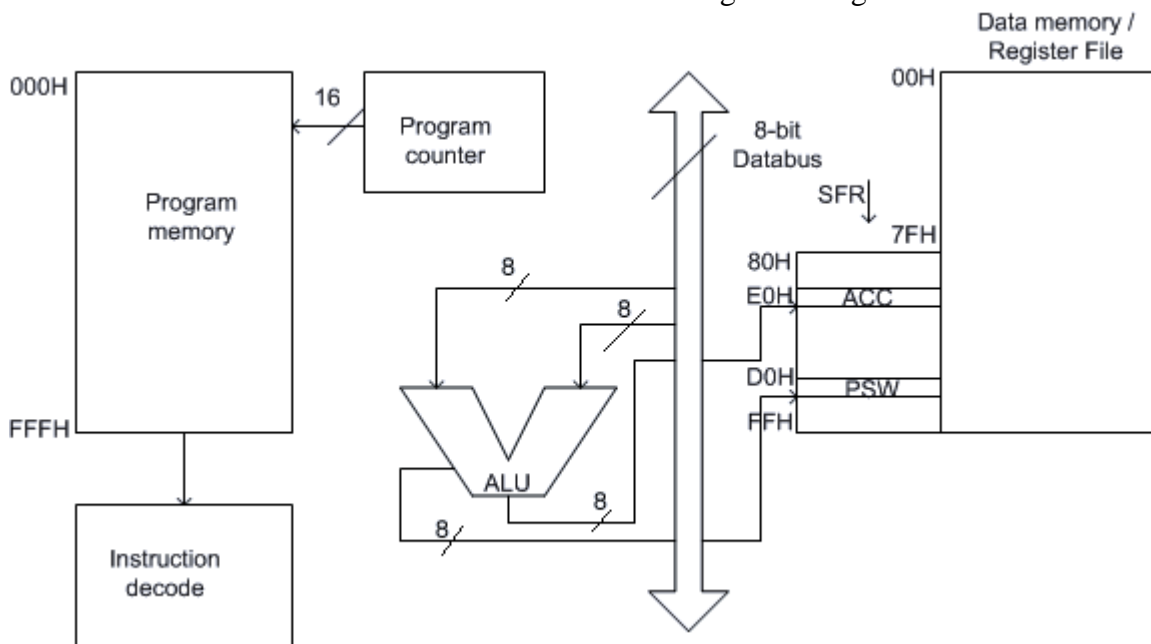 Data memory /
Register File
000H
16
Program
counter
00H
8-bit
Databus
Program
memory
SFR
7FH
80H
8
E0H
ACC
8
D0H
PSW
FFFH
FFH
ALU
8
8
Instruction
decode